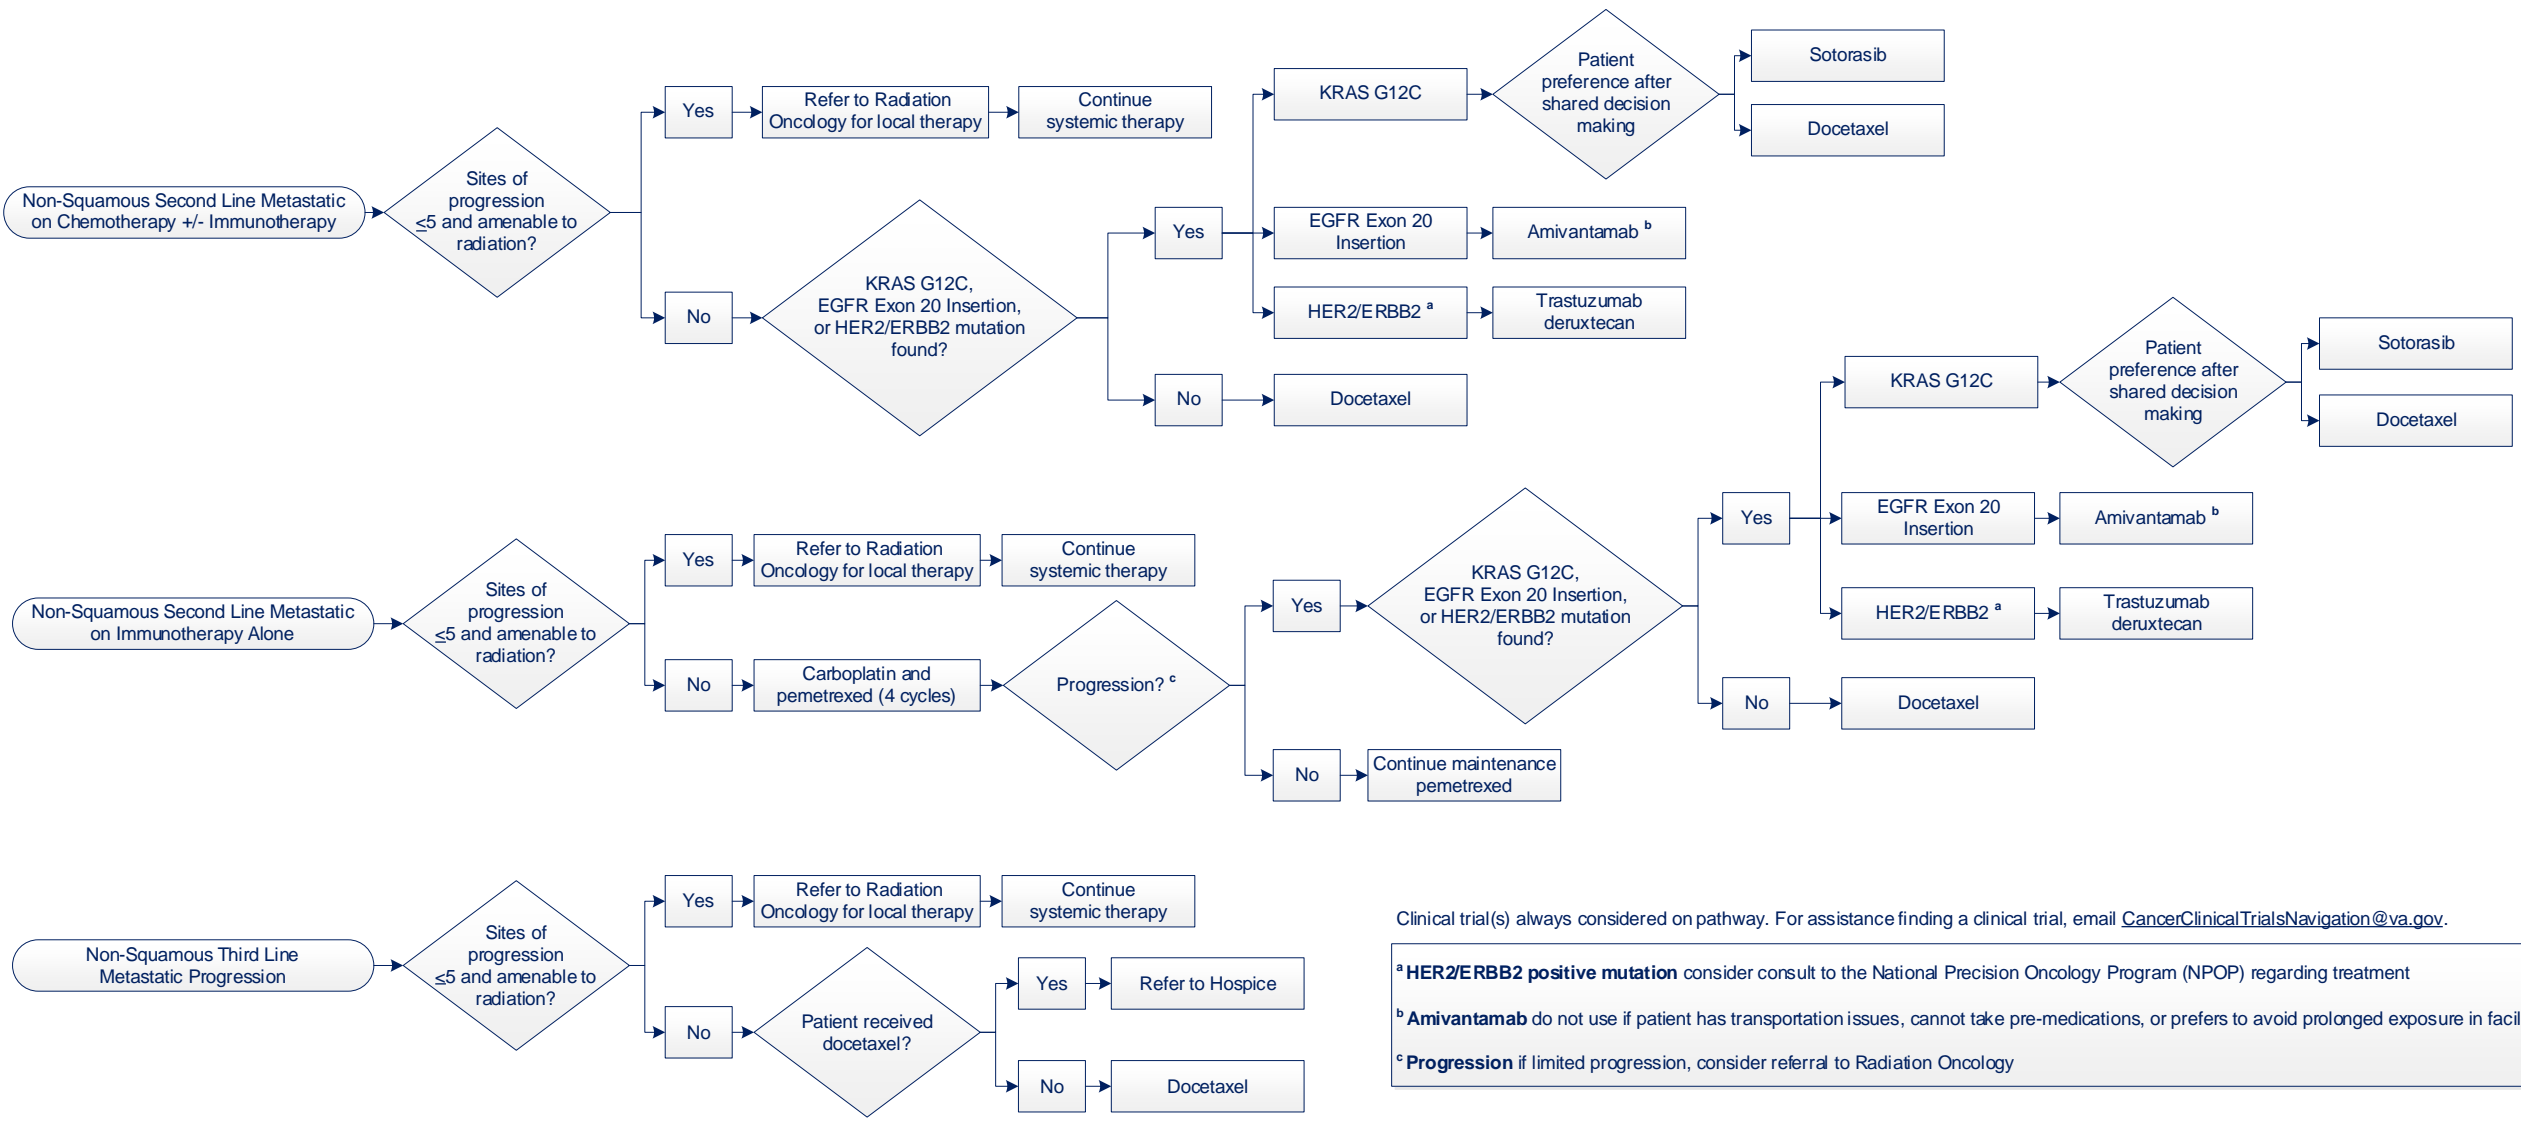 Non-Squamous Second Line Metastatic
on Chemotherapy +/- Immunotherapy
Sites of
progression
≤5 and amenable to
radiation?
Yes
Refer to Radiation
Oncology for local therapy
Continue
systemic therapy
No
KRAS G12C,
EGFR Exon 20 Insertion,
or HER2/ERBB2 mutation
found?
Yes
KRAS G12C
Patient
preference after
shared decision
making
Sotorasib
Docetaxel
EGFR Exon 20
Insertion
Amivantamab b
HER2/ERBB2 a
Trastuzumab
deruxtecan
No
Docetaxel
Non-Squamous Second Line Metastatic
on Immunotherapy Alone
Sites of
progression
≤5 and amenable to
radiation?
Yes
Refer to Radiation
Oncology for local therapy
Continue
systemic therapy
No
Carboplatin and
pemetrexed (4 cycles)
Progression? c
Yes
KRAS G12C,
EGFR Exon 20 Insertion,
or HER2/ERBB2 mutation
found?
Yes
KRAS G12C
Patient
preference after
shared decision
making
Sotorasib
Docetaxel
EGFR Exon 20
Insertion
Amivantamab b
HER2/ERBB2 a
Trastuzumab
deruxtecan
No
Docetaxel
No
Continue maintenance
pemetrexed
Non-Squamous Third Line
Metastatic Progression
Sites of
progression
≤5 and amenable to
radiation?
Yes
Refer to Radiation
Oncology for local therapy
Continue
systemic therapy
No
Patient received
docetaxel?
Yes
Refer to Hospice
No
Docetaxel
Clinical trial(s) always considered on pathway. For assistance finding a clinical trial, email CancerClinicalTrialsNavigation@va.gov.
a HER2/ERBB2 positive mutation consider consult to the National Precision Oncology Program (NPOP) regarding treatment
b Amivantamab do not use if patient has transportation issues, cannot take pre-medications, or prefers to avoid prolonged exposure in
c Progression if limited progression, consider referral to Radiation Oncology